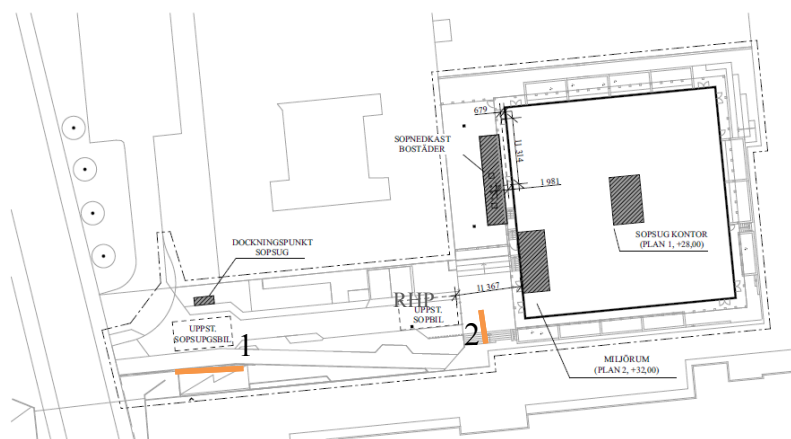 679
SOPNEDKAST
BOSTÄDER
11 314
1 981
SOPSUG KONTOR
(PLAN 1, +28,00)
DOCKNINGSPUNKT
SOPSUG
11 367
RHP
UPPST.
SOPBIL
UPPST.
SOPSUPGSBIL
1
2
MILJÖRUM
(PLAN 2, +32,00)